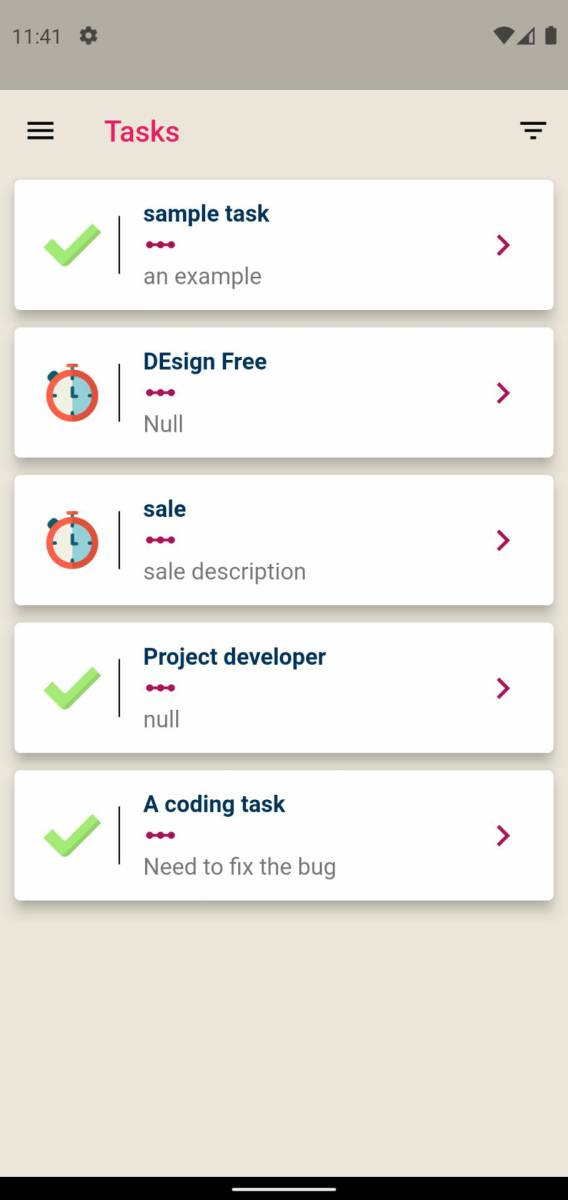 11:41
Tasks
sample task
an example
DEsign Free
Null
sale
sale description
Project developer
null
A coding task
Need to fix the bug